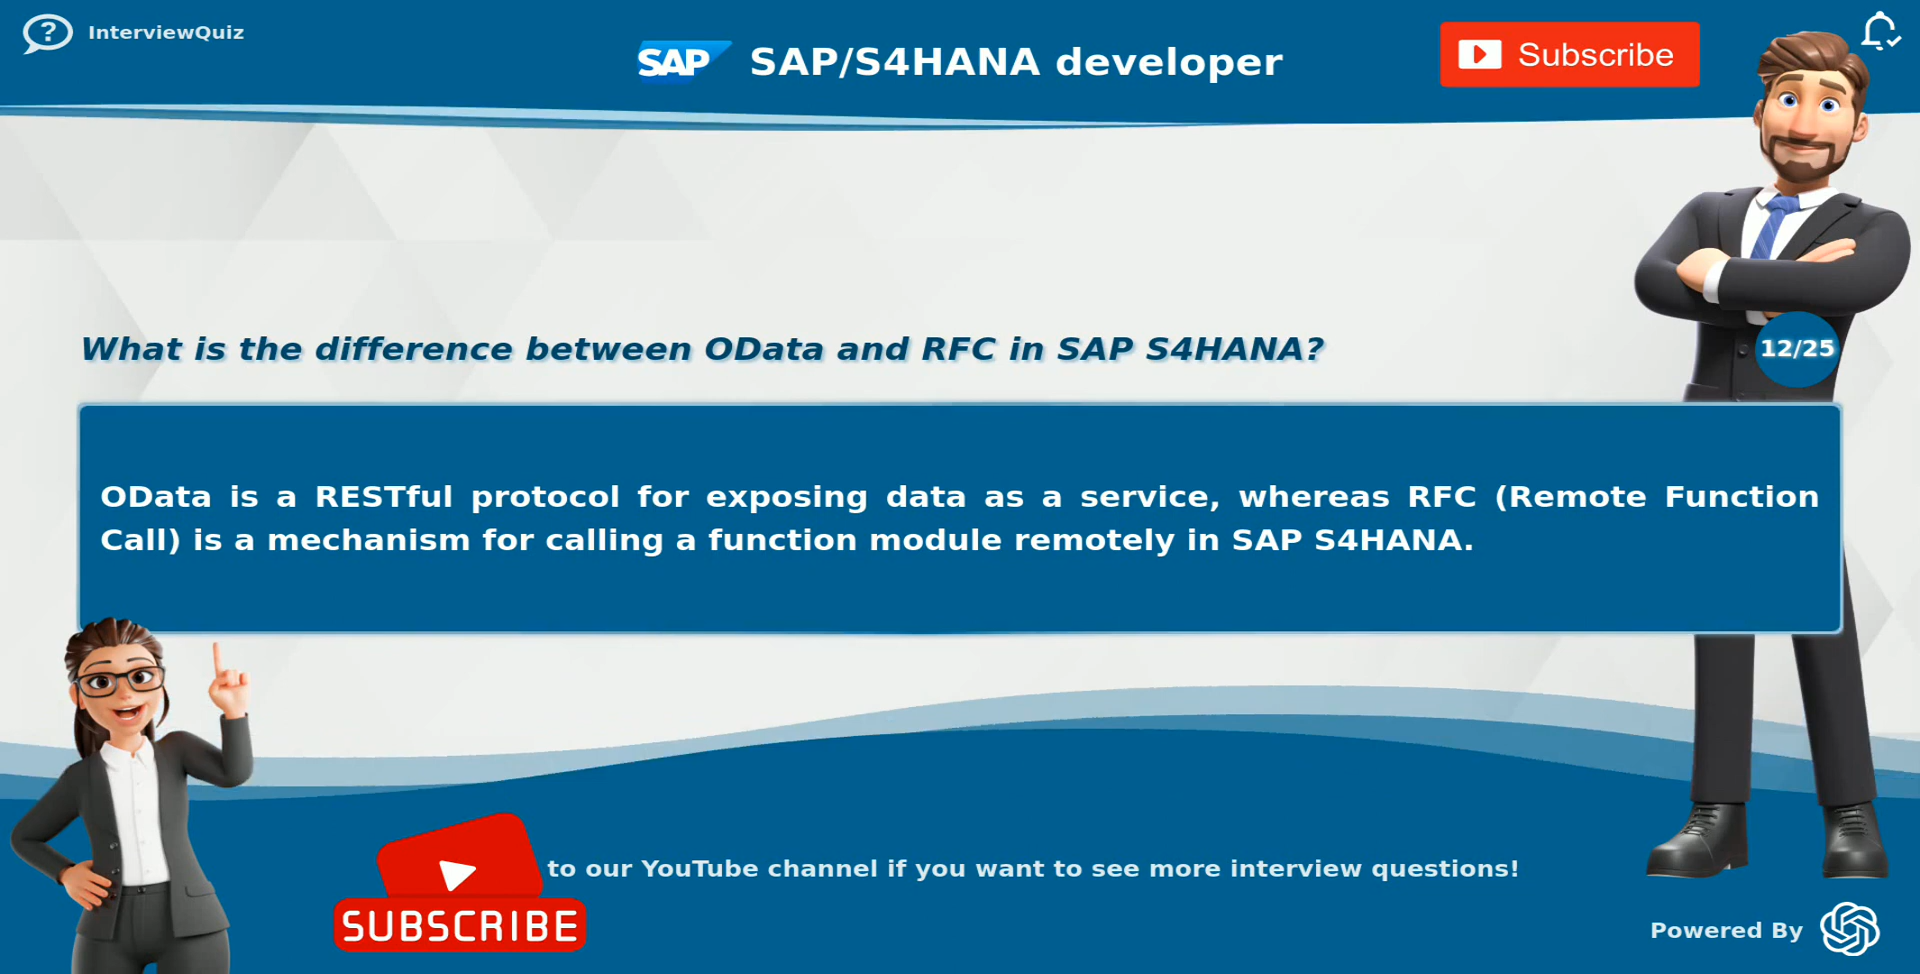 InterviewQuiz
SAP SAP/S4HANA developer
Subscribe
What is the difference between OData and RFC in SAP S4HANA?
12/25
OData is a RESTful protocol for exposing data as a service, whereas RFC (Remote Function
Call) is a mechanism for calling a function module remotely in SAP S4HANA.
to our YouTube channel if you want to see more interview questions!
SUBSCRIBE
Powered By